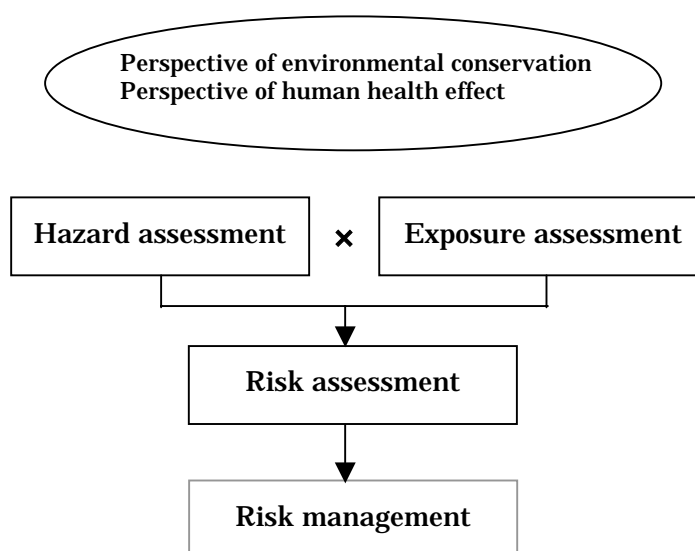 Perspective of environmental conservation
Perspective of human health effect
Hazard assessment × Exposure assessment
Risk assessment
Risk management